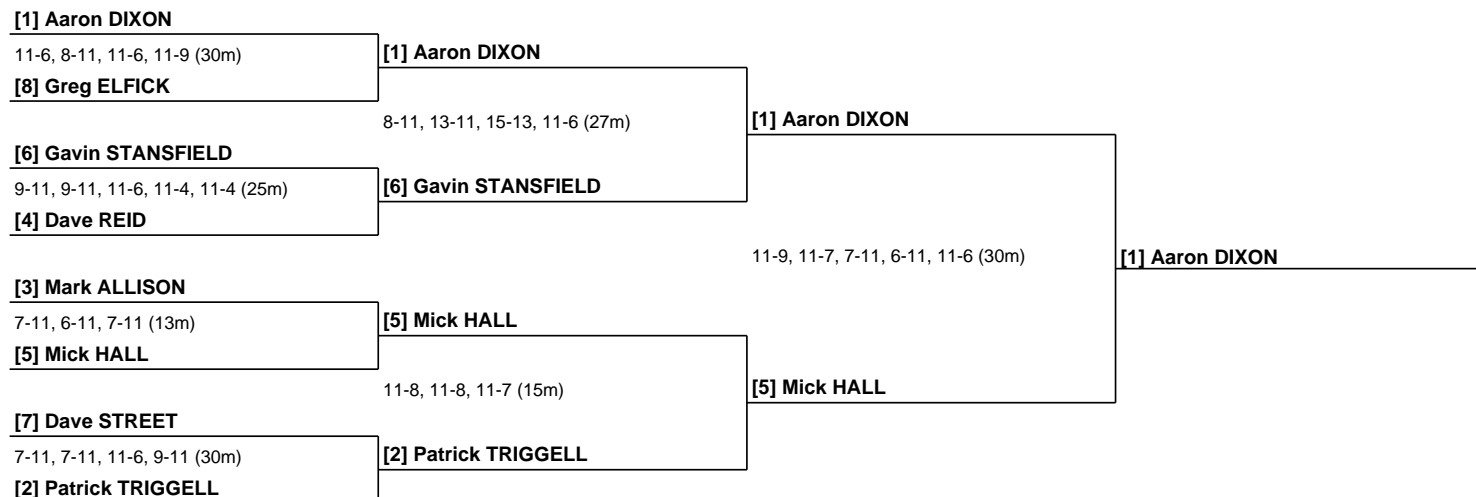 [1] Aaron DIXON
11-6, 8-11, 11-6, 11-9 (30m)
[8] Greg ELFICK
[6] Gavin STANSFIELD
9-11, 9-11, 11-6, 11-4, 11-4 (25m)
[4] Dave REID
[3] Mark ALLISON
7-11, 6-11, 7-11 (13m)
[5] Mick HALL
[7] Dave STREET
7-11, 7-11, 11-6, 9-11 (30m)
[2] Patrick TRIGGELL
[1] Aaron DIXON
8-11, 13-11, 15-13, 11-6 (27m)
[6] Gavin STANSFIELD
[5] Mick HALL
11-8, 11-8, 11-7 (15m)
[2] Patrick TRIGGELL
[1] Aaron DIXON
11-9, 11-7, 7-11, 6-11, 11-6 (30m)
[5] Mick HALL
[1] Aaron DIXON